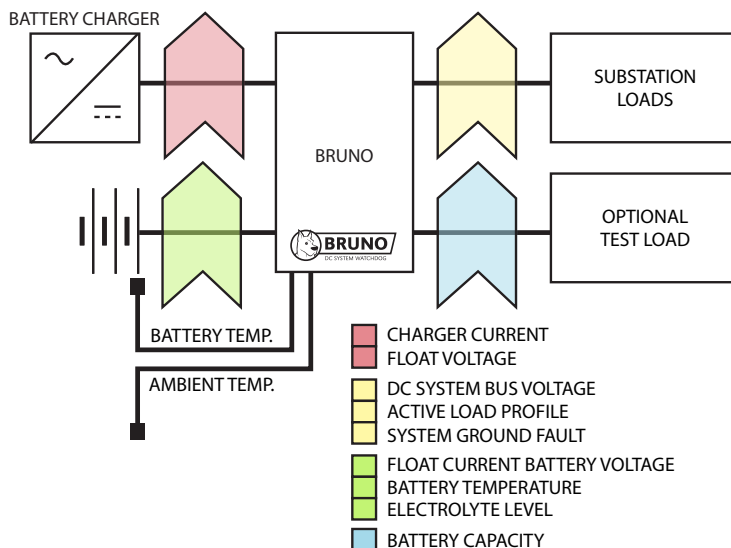 BATTERY CHARGER
SUBSTATION
LOADS
BRUNO
OPTIONAL
TEST LOAD
BRUNO
DC SYSTEM WATCHDOG
BATTERY TEMP.
AMBIENT TEMP.
CHARGER CURRENT
FLOAT VOLTAGE
DC SYSTEM BUS VOLTAGE
ACTIVE LOAD PROFILE
SYSTEM GROUND FAULT
FLOAT CURRENT BATTERY VOLTAGE
BATTERY TEMPERATURE
ELECTROLYTE LEVEL
BATTERY CAPACITY